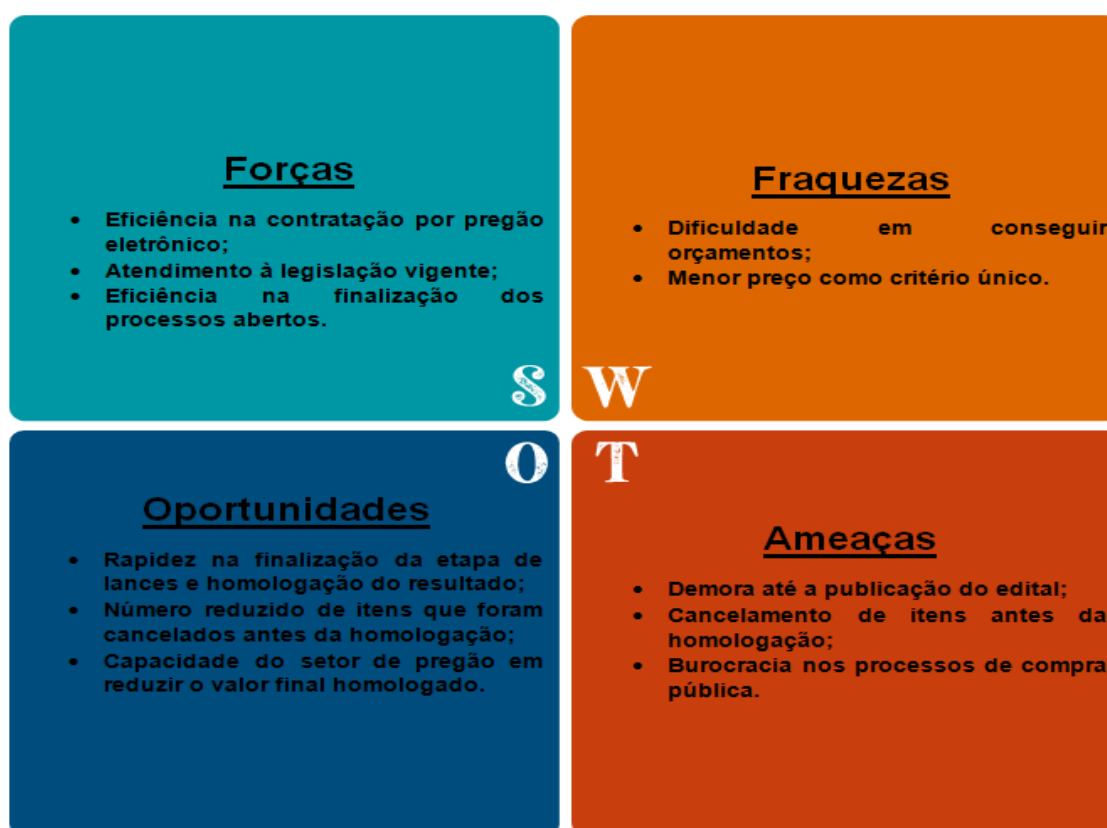 Forças
• Eficiência na contratação por pregão
eletrônico;
• Atendimento à legislação vigente;
• Eficiência na finalização dos
processos abertos.
S
Fraquezas
• Dificuldade em conseguir
orçamentos;
• Menor preço como critério único.
W
O
Oportunidades
• Rapidez na finalização da etapa de
lances e homologação do resultado;
• Número reduzido de itens que foram
cancelados antes da homologação;
• Capacidade do setor de pregão em
reduzir o valor final homologado.
T
Ameaças
• Demora até a publicação do edital;
• Cancelamento de itens antes da
homologação;
• Burocracia nos processos de compra
pública.